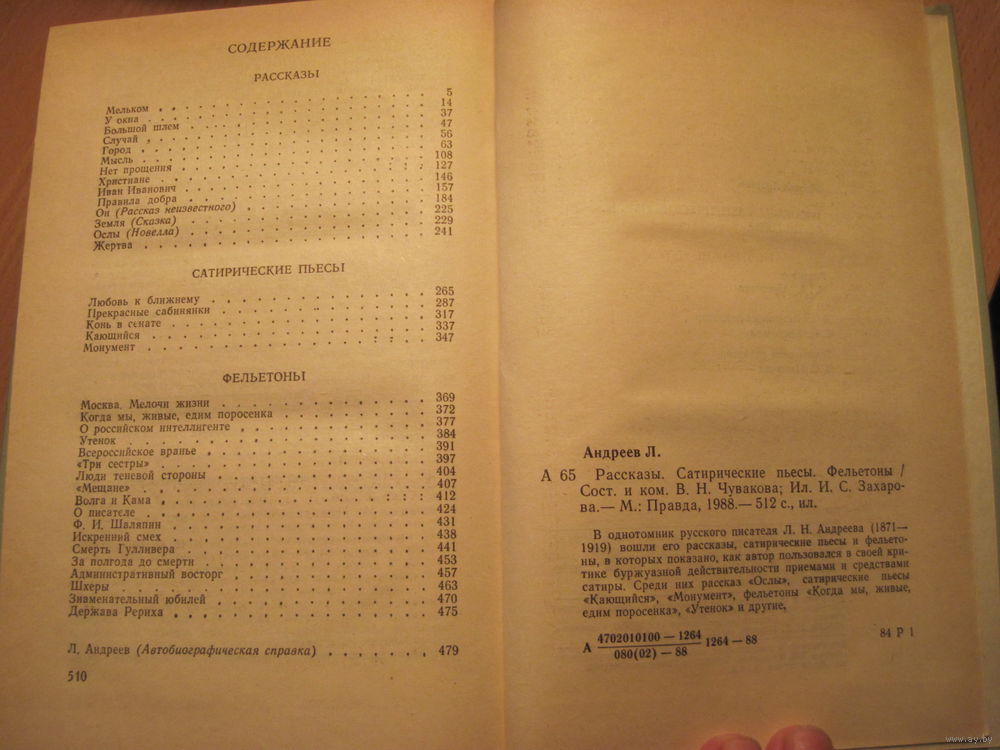 СОДЕРЖАНИЕ
РАССКАЗЫ
Мельком 5
У окна 14
Большой шлем 37
Случай 47
Город 56
Мысль 63
Нет прощения 108
Христиане 127
Иван Иванович 146
Правила добра 157
Он (Рассказ неизвестного) 184
Земля (Сказка) 225
Ослы (Новелла) 229
Жертва 241
САТИРИЧЕСКИЕ ПЬЕСЫ
Любовь к ближнему 265
Прекрасные сабинянки 287
Конь в сенате 317
Кающийся 337
Монумент 347
ФЕЛЬЕТОНЫ
Москва. Мелочи жизни 369
Когда мы, живые, едим поросенка 372
О российском интеллигенте 377
Утенок 384
Всероссийское вранье 391
«Три сестры» 397
Люди теневой стороны 404
«Мещане» 407
Волга и Кама 412
О писателе 424
Ф. И. Шаляпин 431
Искренний смех 438
Смерть Гулливера 441
За полгода до смерти 453
Административный восторг 457
Шхеры 463
Знаменательный юбилей 470
Держава Рериха 475
Л. Андреев (Автобиографическая справка) 479
510
Андреев Л.
А 65 Рассказы. Сатирические пьесы. Фельетоны /
Сост. и ком. В. Н. Чувакова; Ил. И. С. Захаро-
ва.— М.: Правда, 1988.— 512 с., ил.
В однотомник русского писателя Л. Н. Андреева (1871—
1919) вошли его рассказы, сатирические пьесы и фельето-
ны, в которых показано, как автор пользовался в своей кри-
тике буржуазной действительности приемами и средствами
сатиры. Среди них рассказ «Ослы», сатирические пьесы
«Кающийся», «Монумент», фельетоны «Когда мы, живые,
едим поросенка», «Утенок» и другие.
А 4702010100—1264 1264—88
080(02)—88
84 Р 1
www.ay.by